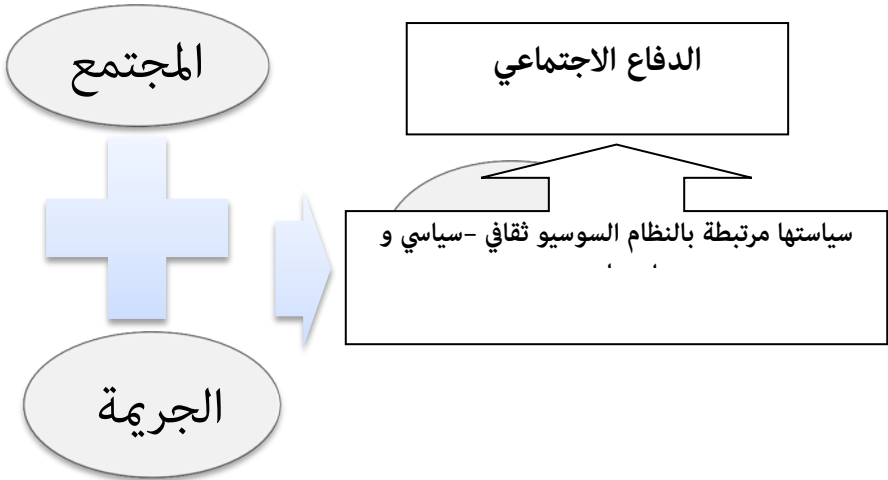 المجتمع
الجريمة
الدفاع الاجتماعي
سياستها مرتبطة بالنظام السوسيو ثقافي -سياسي و